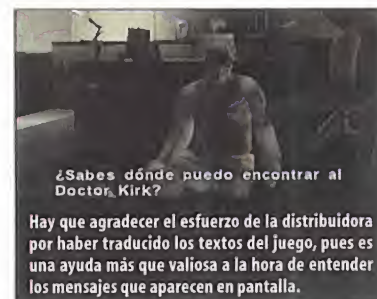 ¿Sabes dónde puedo encontrar al
Doctor Kirk?
Hay que agradecer el esfuerzo de la distribuidora
por haber traducido los textos del juego, pues es
una ayuda más que valiosa a la hora de entender
los mensajes que aparecen en pantalla.